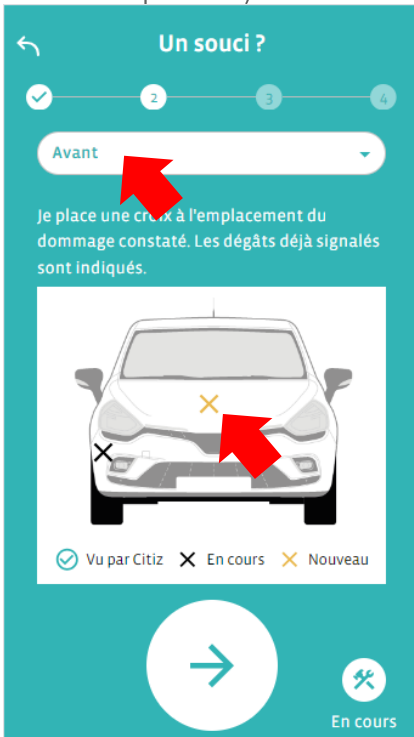 Un souci ?
2 3 4
Avant
Je place une croix à l'emplacement du
dommage constaté. Les dégâts déjà signalés
sont indiqués.
Vu par Citiz En cours Nouveau
En cours